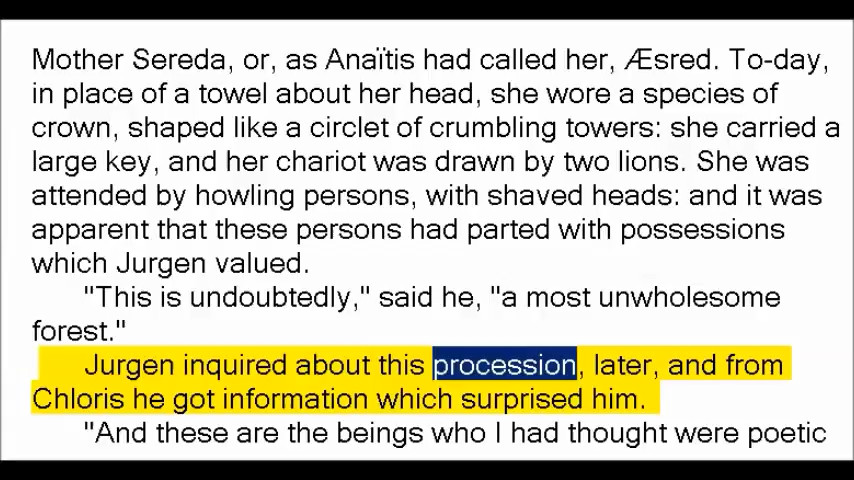 Mother Sereda, or, as Anaïtis had called her, Æsred. To-day,
in place of a towel about her head, she wore a species of
crown, shaped like a circlet of crumbling towers: she carried a
large key, and her chariot was drawn by two lions. She was
attended by howling persons, with shaved heads: and it was
apparent that these persons had parted with possessions
which Jurgen valued.
"This is undoubtedly," said he, "a most unwholesome
forest."
Jurgen inquired about this procession, later, and from
Chloris he got information which surprised him.
"And these are the beings who I had thought were poetic